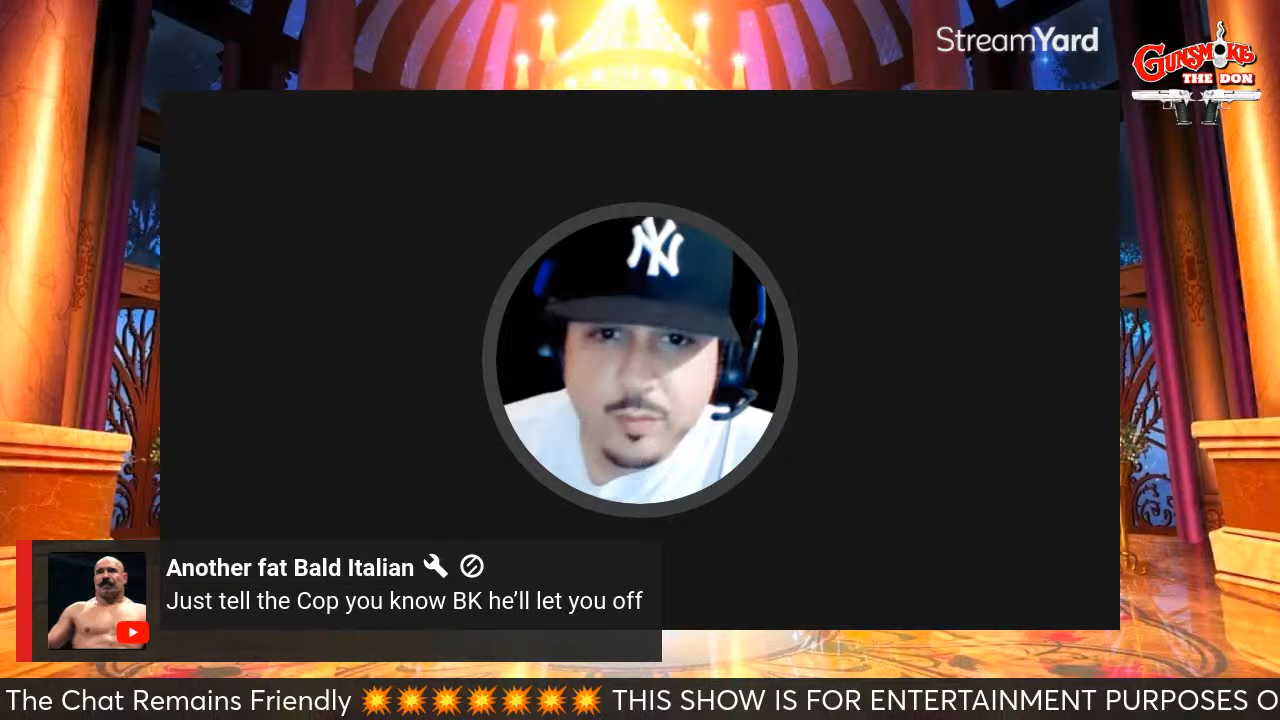 StreamYard
GUNSMOKE
THE DON
NY
Another fat Bald Italian
Just tell the Cop you know BK he’ll let you off
The Chat Remains Friendly 💥💥💥💥💥💥💥 THIS SHOW IS FOR ENTERTAINMENT PURPOSES O